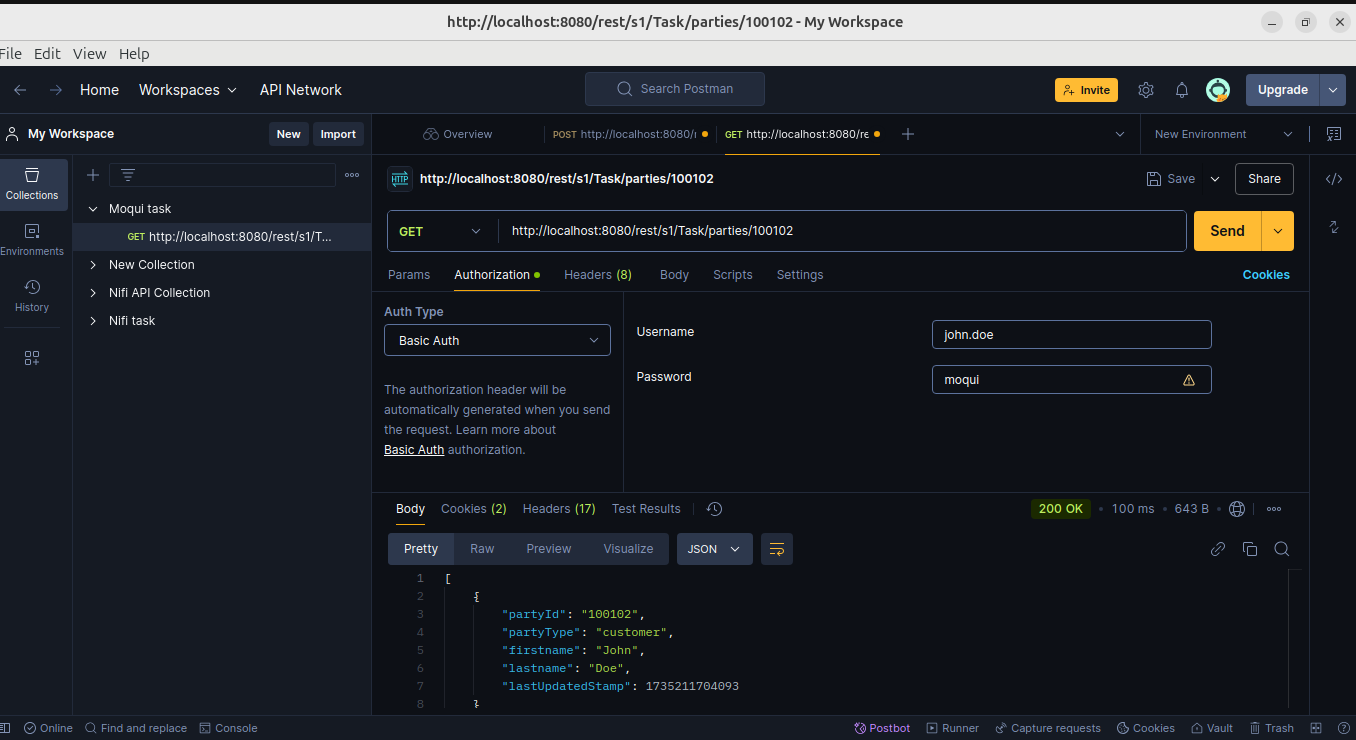 http://localhost:8080/rest/s1/Task/parties/100102 - My Workspace
File Edit View Help
Home Workspaces API Network Search Postman Invite Upgrade
My Workspace New Import Overview POST http://localhost:8080/r GET http://localhost:8080/re New Environment
Collections
Environments
History
Moqui task
GET http://localhost:8080/rest/s1/T...
New Collection
Nifi API Collection
Nifi task
HTTP http://localhost:8080/rest/s1/Task/parties/100102 Save Share
GET http://localhost:8080/rest/s1/Task/parties/100102 Send
Params Authorization Headers (8) Body Scripts Settings Cookies
Auth Type
Basic Auth
The authorization header will be
automatically generated when you send
the request. Learn more about
Basic Auth authorization.
Username john.doe
Password moqui
Body Cookies (2) Headers (17) Test Results 200 OK • 100 ms • 643 B
Pretty Raw Preview Visualize JSON
1 [
2 {
3 "partyId": "100102",
4 "partyType": "customer",
5 "firstname": "John",
6 "lastname": "Doe",
7 "lastUpdatedStamp": 1735211704093
8 }
Online Find and replace Console Postbot Runner Capture requests Cookies Vault Trash